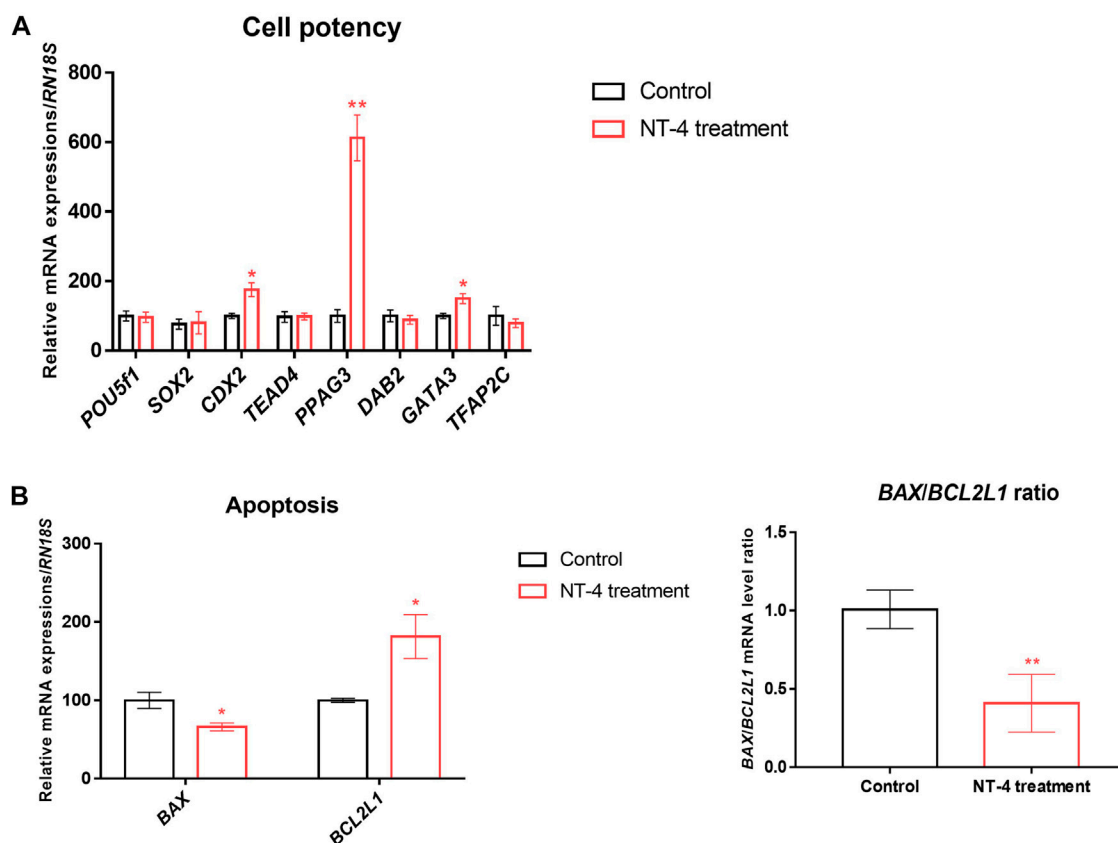 A
Cell potency
Relative mRNA expressions/RN18S
800
600
400
200
0
**
*
*
POU5f1
SOX2
CDX2
TEAD4
PPAG3
DAB2
GATA3
TFAP2C
Control
NT-4 treatment
B
Apoptosis
Relative mRNA expressions/RN18S
300
200
100
0
*
*
BAX
BCL2L1
Control
NT-4 treatment
BAX/BCL2L1 ratio
BAX/BCL2L1 mRNA level ratio
1.5
1.0
0.5
0.0
**
Control
NT-4 treatment